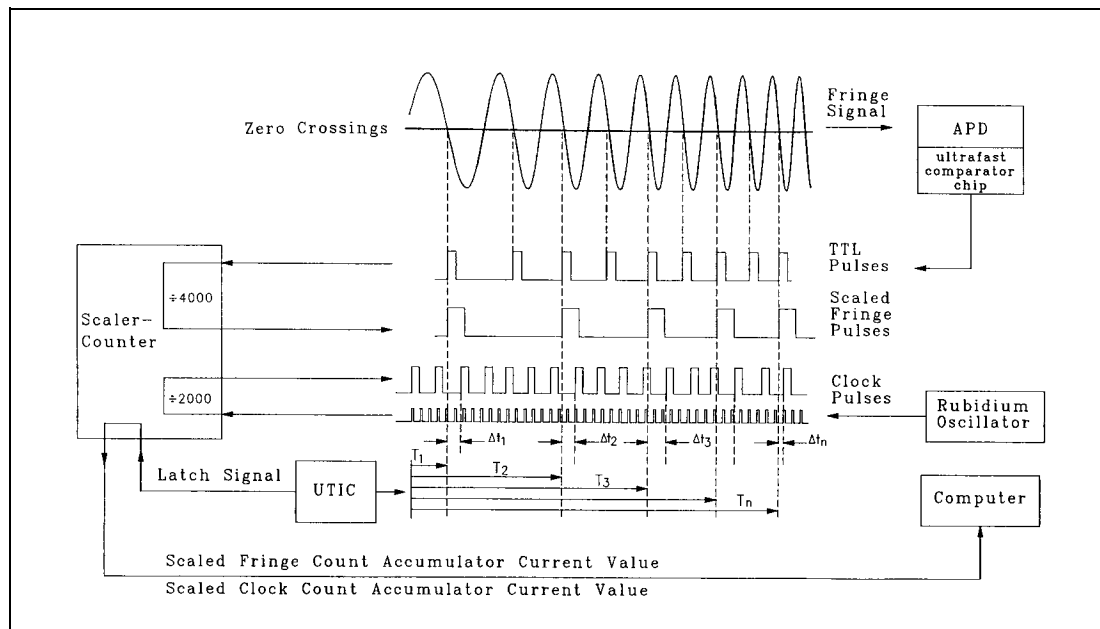 Fringe
Signal
Zero Crossings
APD
ultrafast
comparator
chip
TTL
Pulses
÷4000
Scaled
Fringe
Pulses
Scaler-
Counter
÷2000
Clock
Pulses
Rubidium
Oscillator
Δt1
Δt2
Δt3
Δtn
T1
T2
T3
Tn
Latch Signal
UTIC
Computer
Scaled Fringe Count Accumulator Current Value
Scaled Clock Count Accumulator Current Value